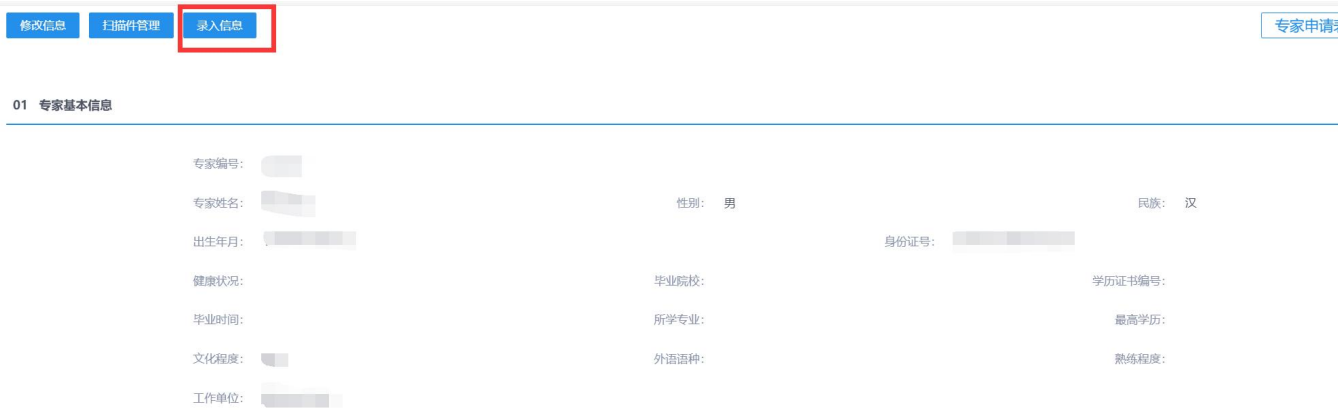 修改信息 扫描件管理 录入信息 专家申请表
01 专家基本信息
专家编号：
专家姓名： 性别： 男 民族： 汉
出生年月： 身份证号：
健康状况： 毕业院校： 学历证书编号：
毕业时间： 所学专业： 最高学历：
文化程度： 外语语种： 熟练程度：
工作单位：